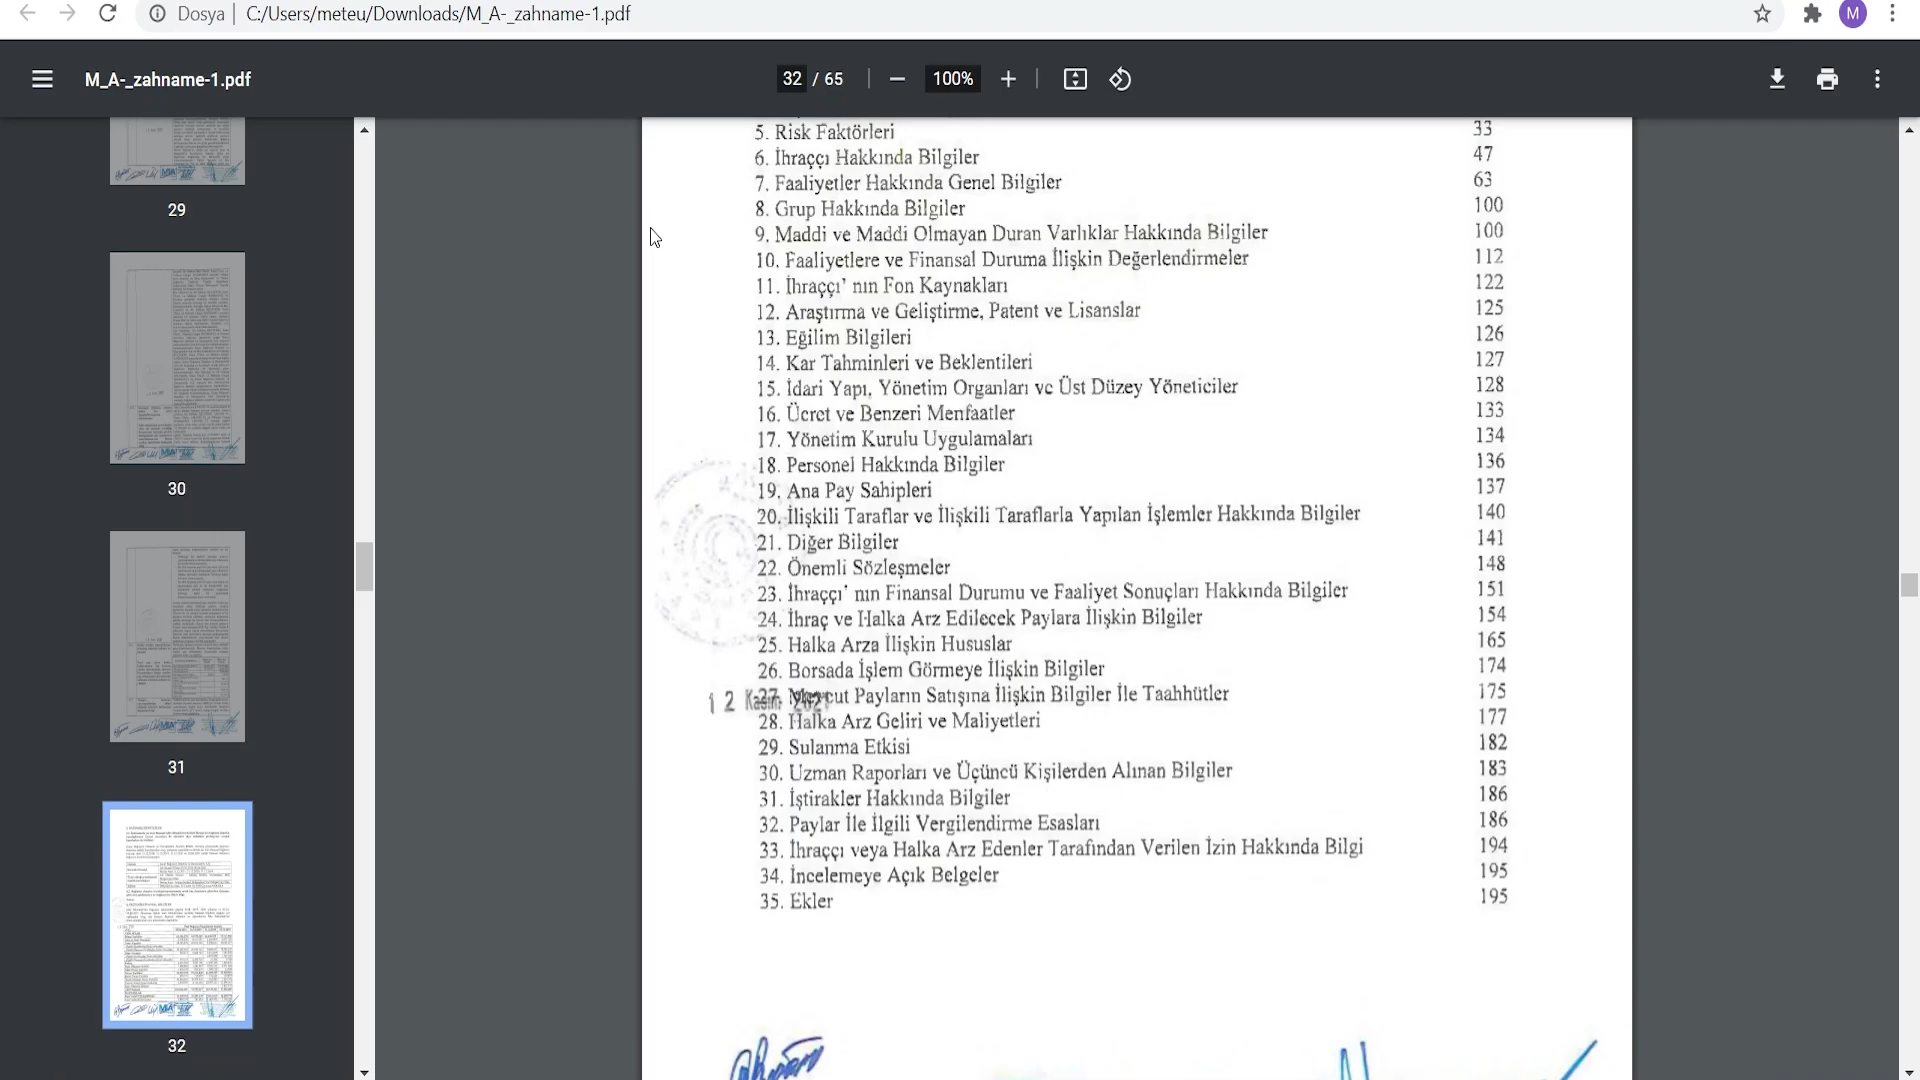 Dosya | C:/Users/meteu/Downloads/M_A-_zahname-1.pdf
M
M_A-_zahname-1.pdf
32 / 65
100%
29
30
31
32
5. Risk Faktörleri 33
6. İhraççı Hakkında Bilgiler 47
7. Faaliyetler Hakkında Genel Bilgiler 63
8. Grup Hakkında Bilgiler 100
9. Maddi ve Maddi Olmayan Duran Varlıklar Hakkında Bilgiler 100
10. Faaliyetlere ve Finansal Duruma İlişkin Değerlendirmeler 112
11. İhraççı' nın Fon Kaynakları 122
12. Araştırma ve Geliştirme, Patent ve Lisanslar 125
13. Eğilim Bilgileri 126
14. Kar Tahminleri ve Beklentileri 127
15. İdari Yapı, Yönetim Organları ve Üst Düzey Yöneticiler 128
16. Ücret ve Benzeri Menfaatler 133
17. Yönetim Kurulu Uygulamaları 134
18. Personel Hakkında Bilgiler 136
19. Ana Pay Sahipleri 137
20. İlişkili Taraflar ve İlişkili Taraflarla Yapılan İşlemler Hakkında Bilgiler 140
21. Diğer Bilgiler 141
22. Önemli Sözleşmeler 148
23. İhraççı' nın Finansal Durumu ve Faaliyet Sonuçları Hakkında Bilgiler 151
24. İhraç ve Halka Arz Edilecek Paylara İlişkin Bilgiler 154
25. Halka Arza İlişkin Hususlar 165
26. Borsada İşlem Görmeye İlişkin Bilgiler 174
12 Kasım 2021
27. Mevcut Payların Satışına İlişkin Bilgiler İle Taahhütler 175
28. Halka Arz Geliri ve Maliyetleri 177
29. Sulanma Etkisi 182
30. Uzman Raporları ve Üçüncü Kişilerden Alınan Bilgiler 183
31. İştirakler Hakkında Bilgiler 186
32. Paylar İle İlgili Vergilendirme Esasları 186
33. İhraççı veya Halka Arz Edenler Tarafından Verilen İzin Hakkında Bilgi 194
34. İncelemeye Açık Belgeler 195
35. Ekler 195